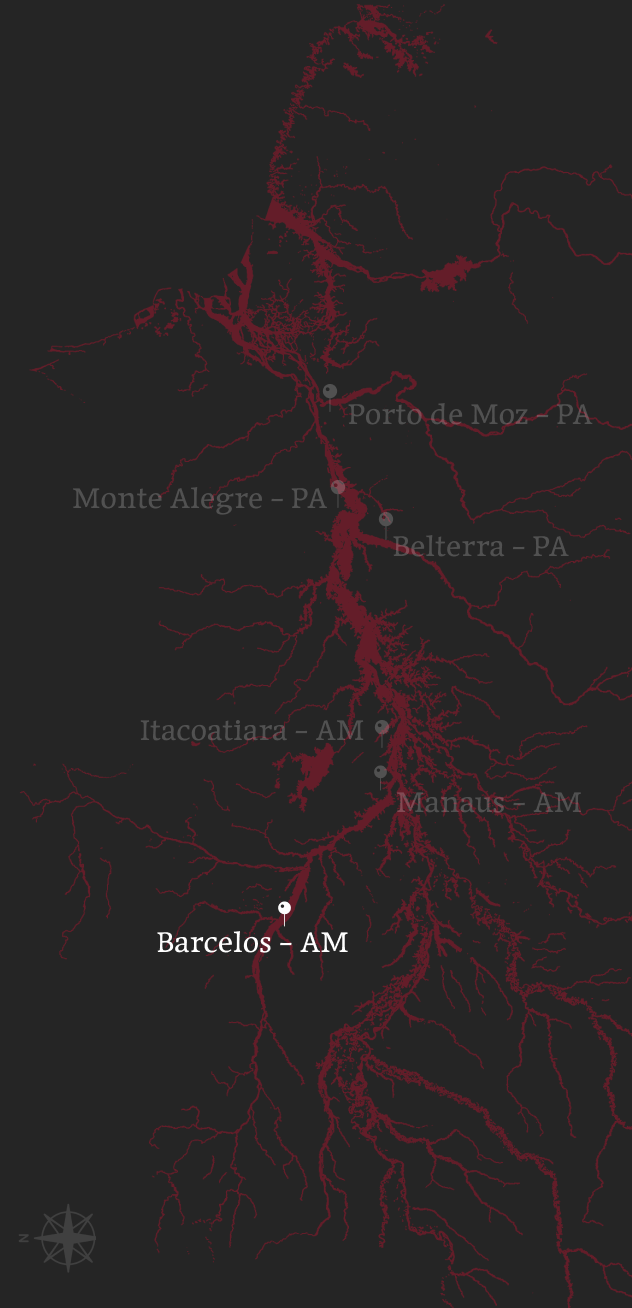 Porto de Moz – PA
Monte Alegre – PA
Belterra – PA
Itacoatiara – AM
Manaus – AM
Barcelos – AM
N